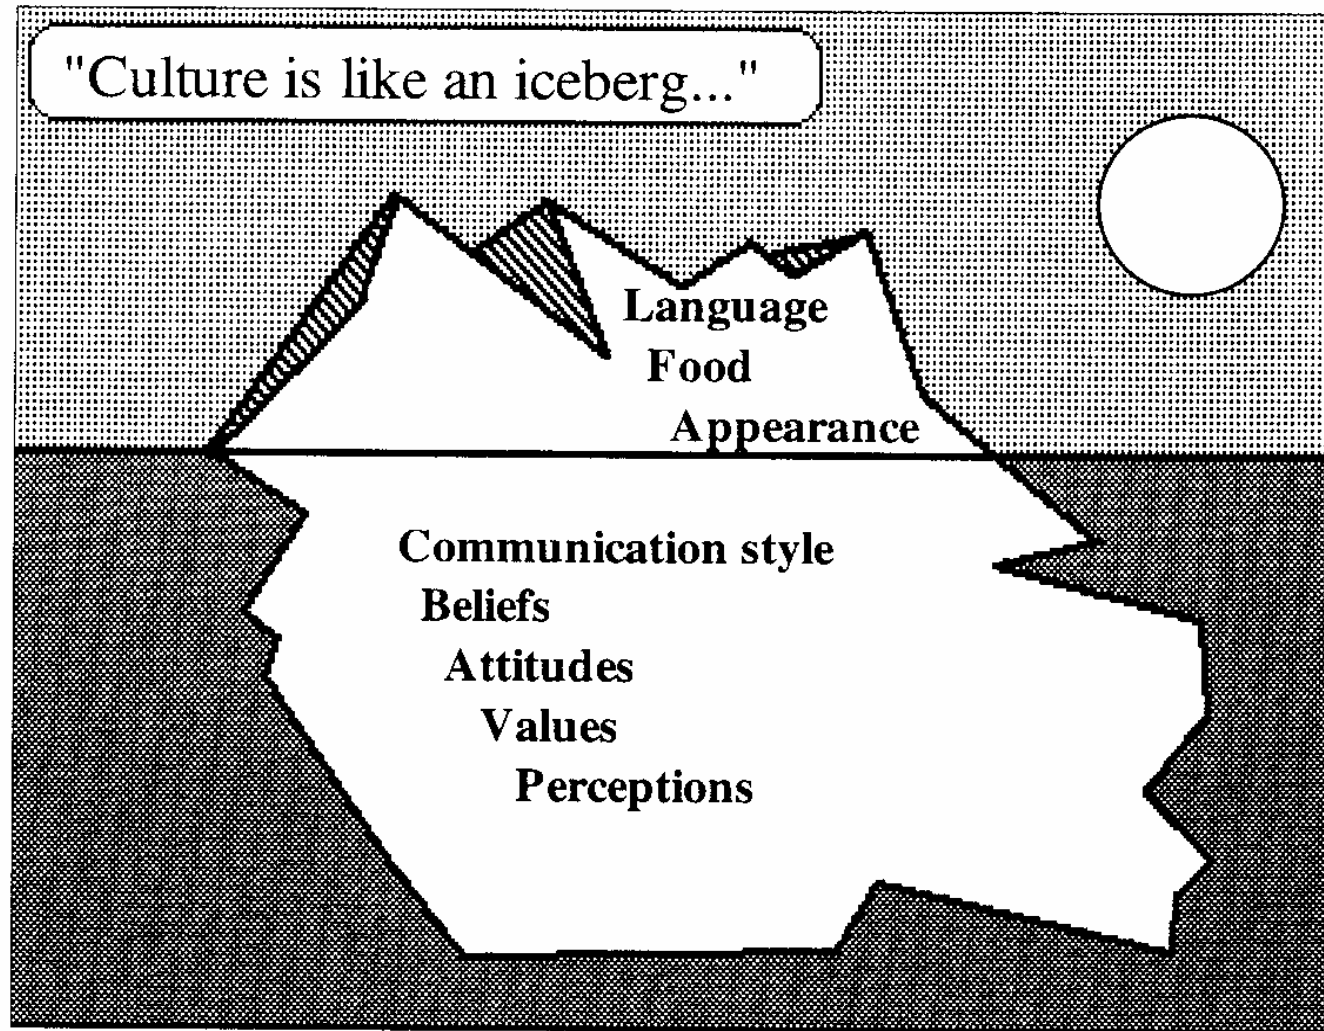 "Culture is like an iceberg..."
Language
Food
Appearance
Communication style
Beliefs
Attitudes
Values
Perceptions